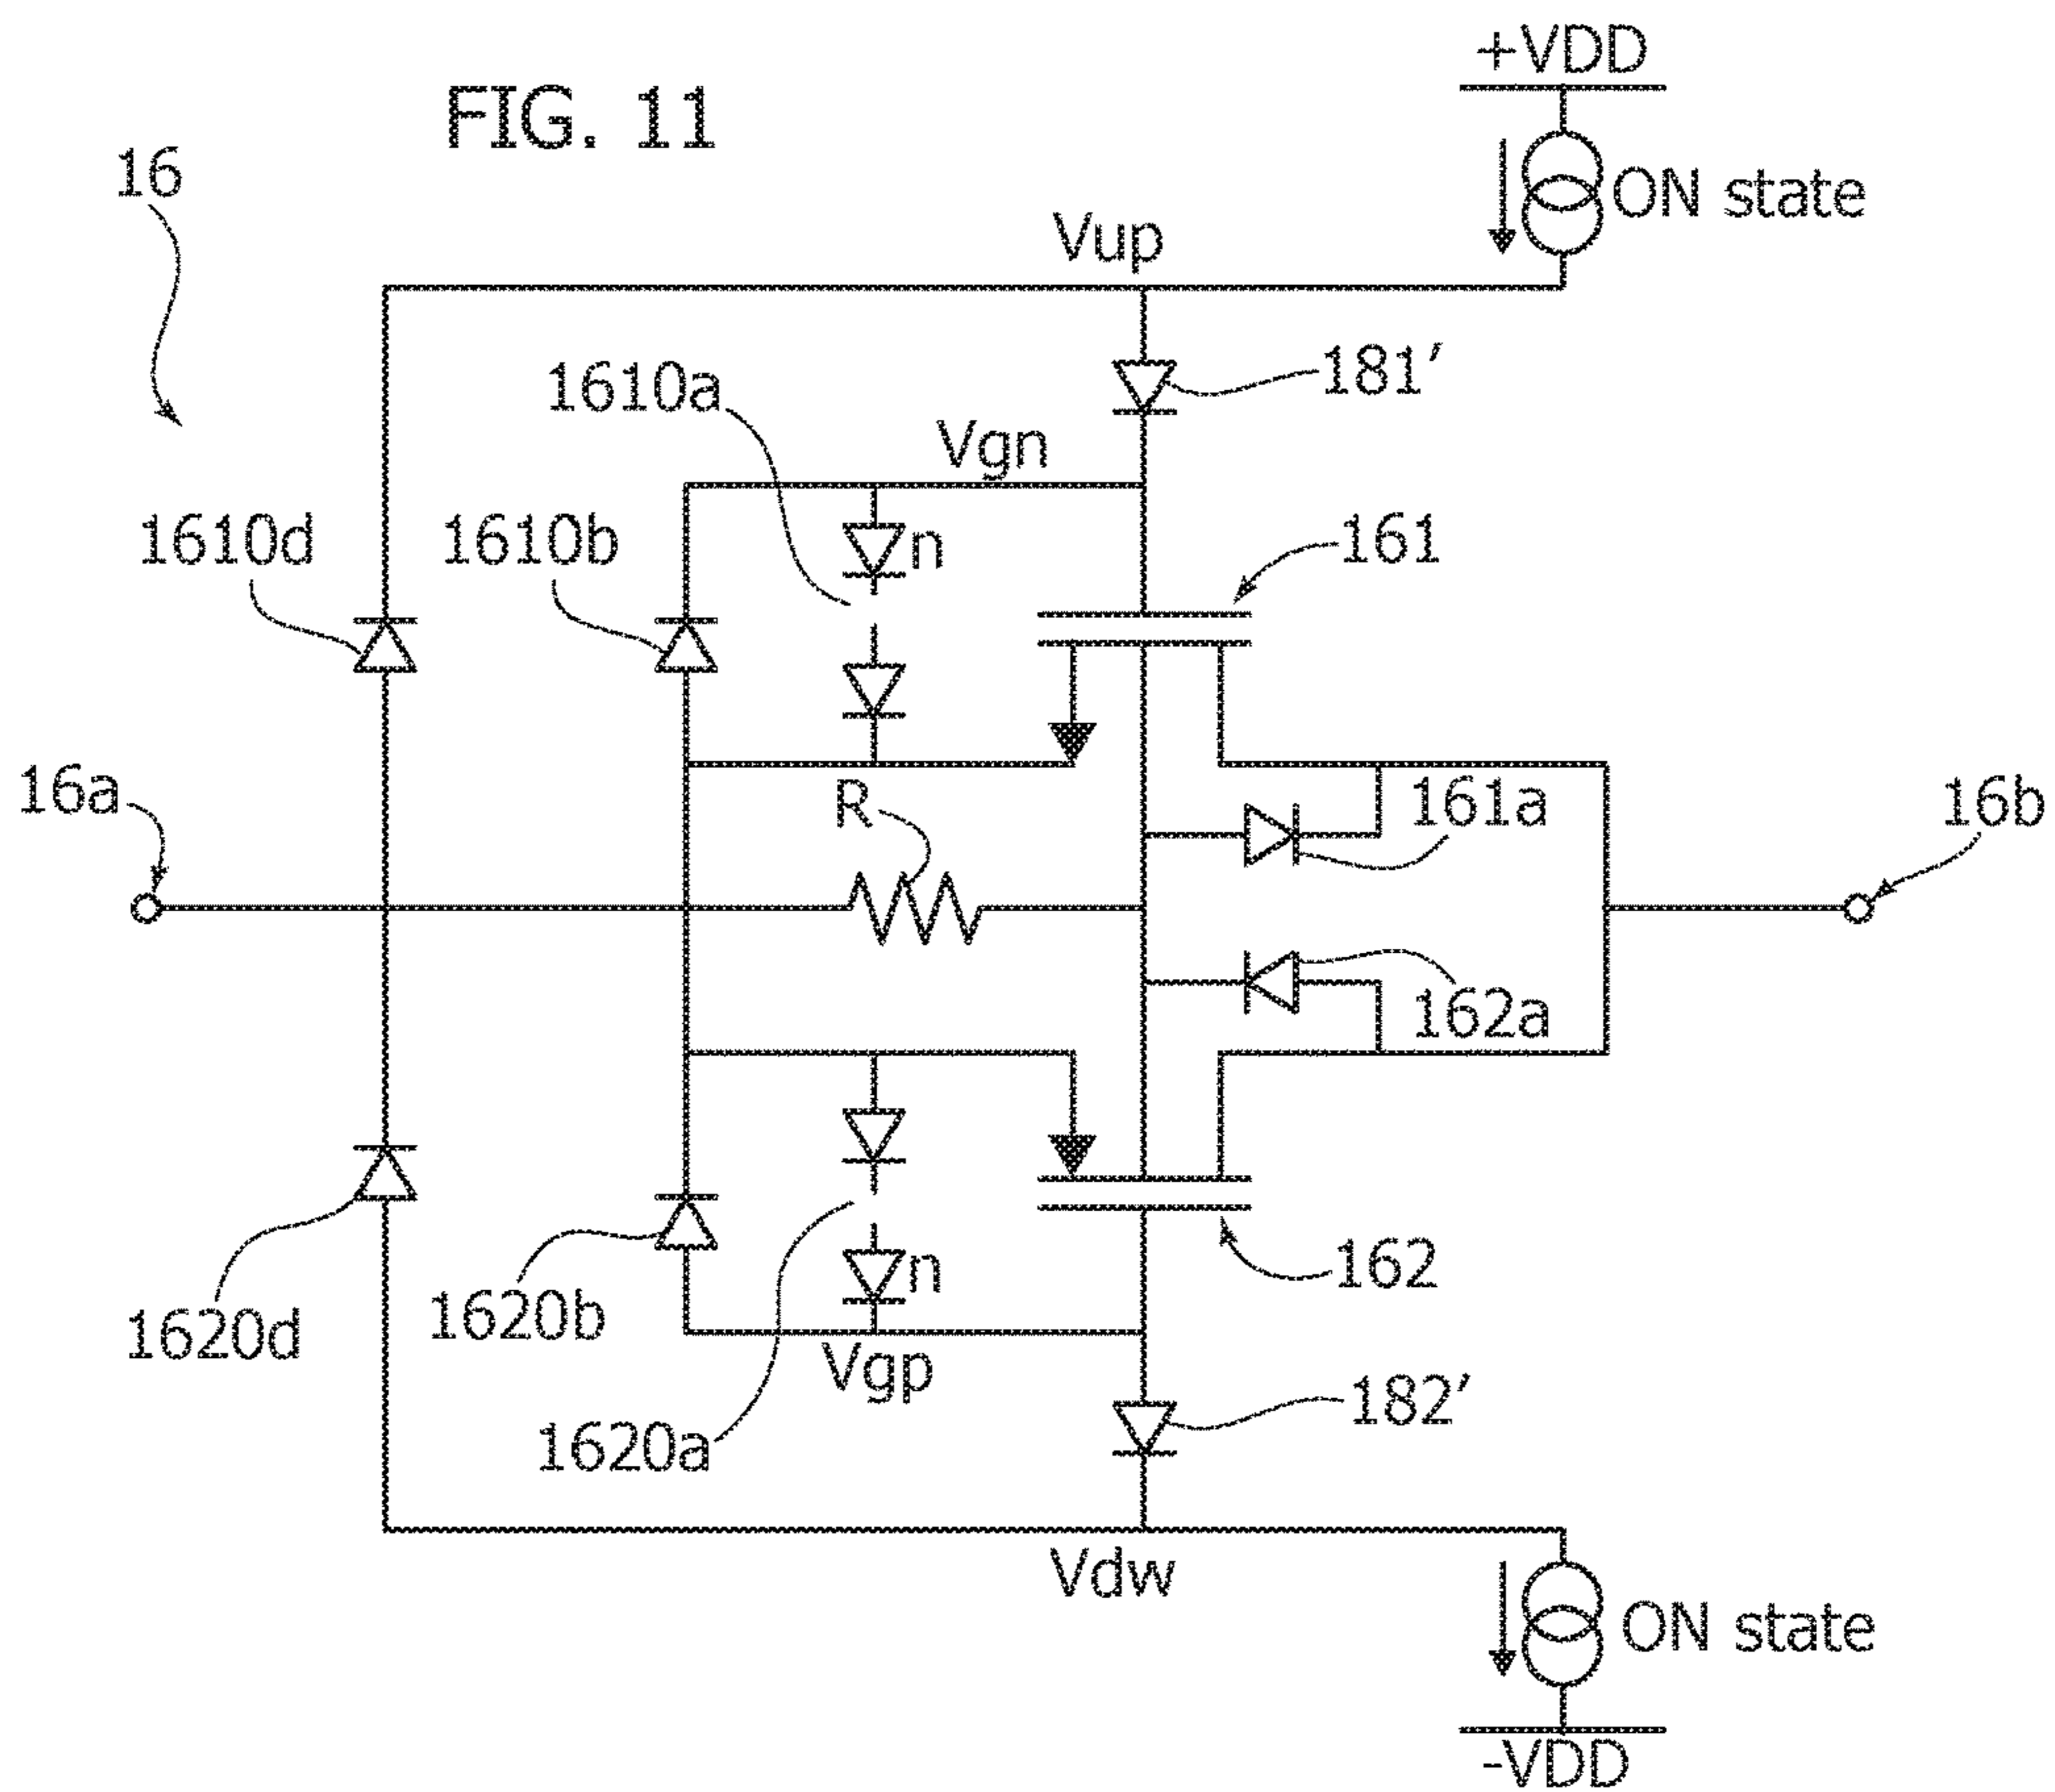 +VDD
FIG. 11
16
ON state
Vup
181’
1610a
Vgn
1610d
1610b
n
161
16a
R
161a
16b
162a
n
162
1620d
1620b
Vgp
182’
1620a
Vdw
ON state
-VDD